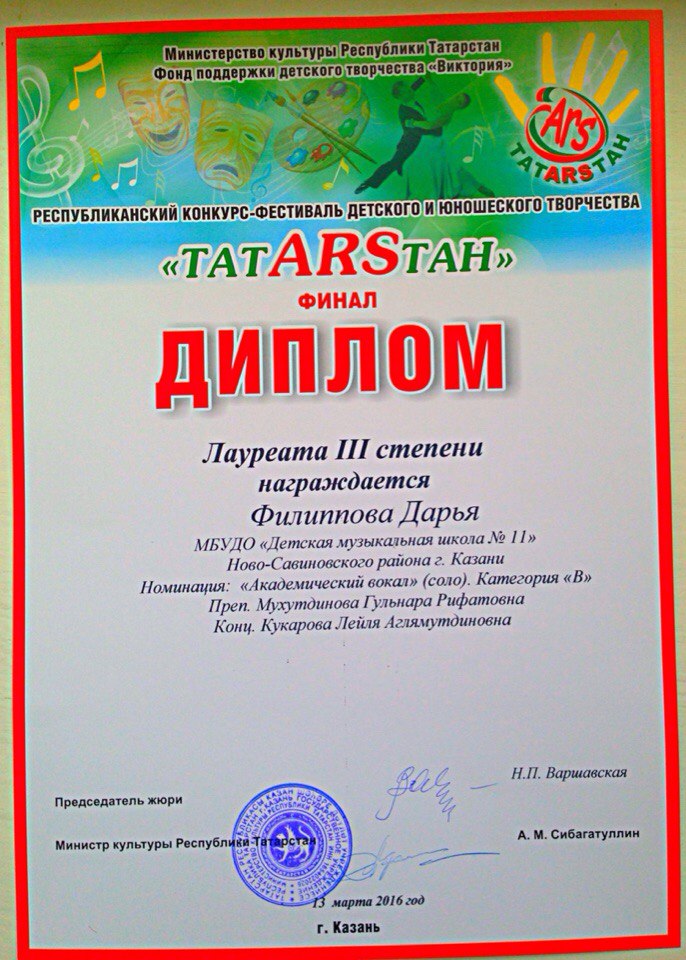 Министерство культуры Республики Татарстан
Фонд поддержки детского творчества «Виктория»
Ars
ТАТARSТАН
РЕСПУБЛИКАНСКИЙ КОНКУРС-ФЕСТИВАЛЬ ДЕТСКОГО И ЮНОШЕСКОГО ТВОРЧЕСТВА
«ТАТARSТАН»
ФИНАЛ
ДИПЛОМ
Лауреата III степени
награждается
Филиппова Дарья
МБУДО «Детская музыкальная школа № 11»
Ново-Савиновского района г. Казани
Номинация: «Академический вокал» (соло). Категория «В»
Преп. Мухутдинова Гульнара Рифатовна
Конц. Кукарова Лейля Аглямутдиновна
Председатель жюри
Н.П. Варшавская
Министр культуры Республики Татарстан
А. М. Сибагатуллин
13 марта 2016 год
г. Казань